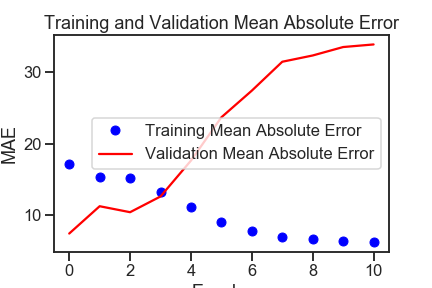 Training and Validation Mean Absolute Error
MAE
30
20
10
Training Mean Absolute Error
Validation Mean Absolute Error
0 2 4 6 8 10